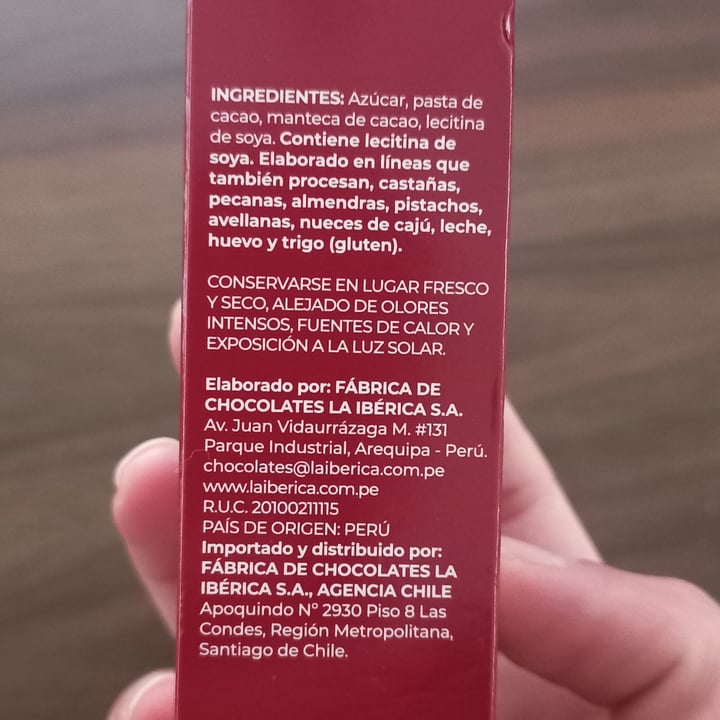 INGREDIENTES: Azúcar, pasta de
cacao, manteca de cacao, lecitina
de soya. Contiene lecitina de
soya. Elaborado en líneas que
también procesan, castañas,
pecanas, almendras, pistachos,
avellanas, nueces de cajú, leche,
huevo y trigo (gluten).
CONSERVARSE EN LUGAR FRESCO
Y SECO, ALEJADO DE OLORES
INTENSOS, FUENTES DE CALOR Y
EXPOSICIÓN A LA LUZ SOLAR.
Elaborado por: FÁBRICA DE
CHOCOLATES LA IBÉRICA S.A.
Av. Juan Vidaurrázaga M. #131
Parque Industrial, Arequipa - Perú.
chocolates@laiberica.com.pe
www.laiberica.com.pe
R.U.C. 20100211115
PAÍS DE ORIGEN: PERÚ
Importado y distribuido por:
FÁBRICA DE CHOCOLATES LA
IBÉRICA S.A., AGENCIA CHILE
Apoquindo N° 2930 Piso 8 Las
Condes, Región Metropolitana,
Santiago de Chile.